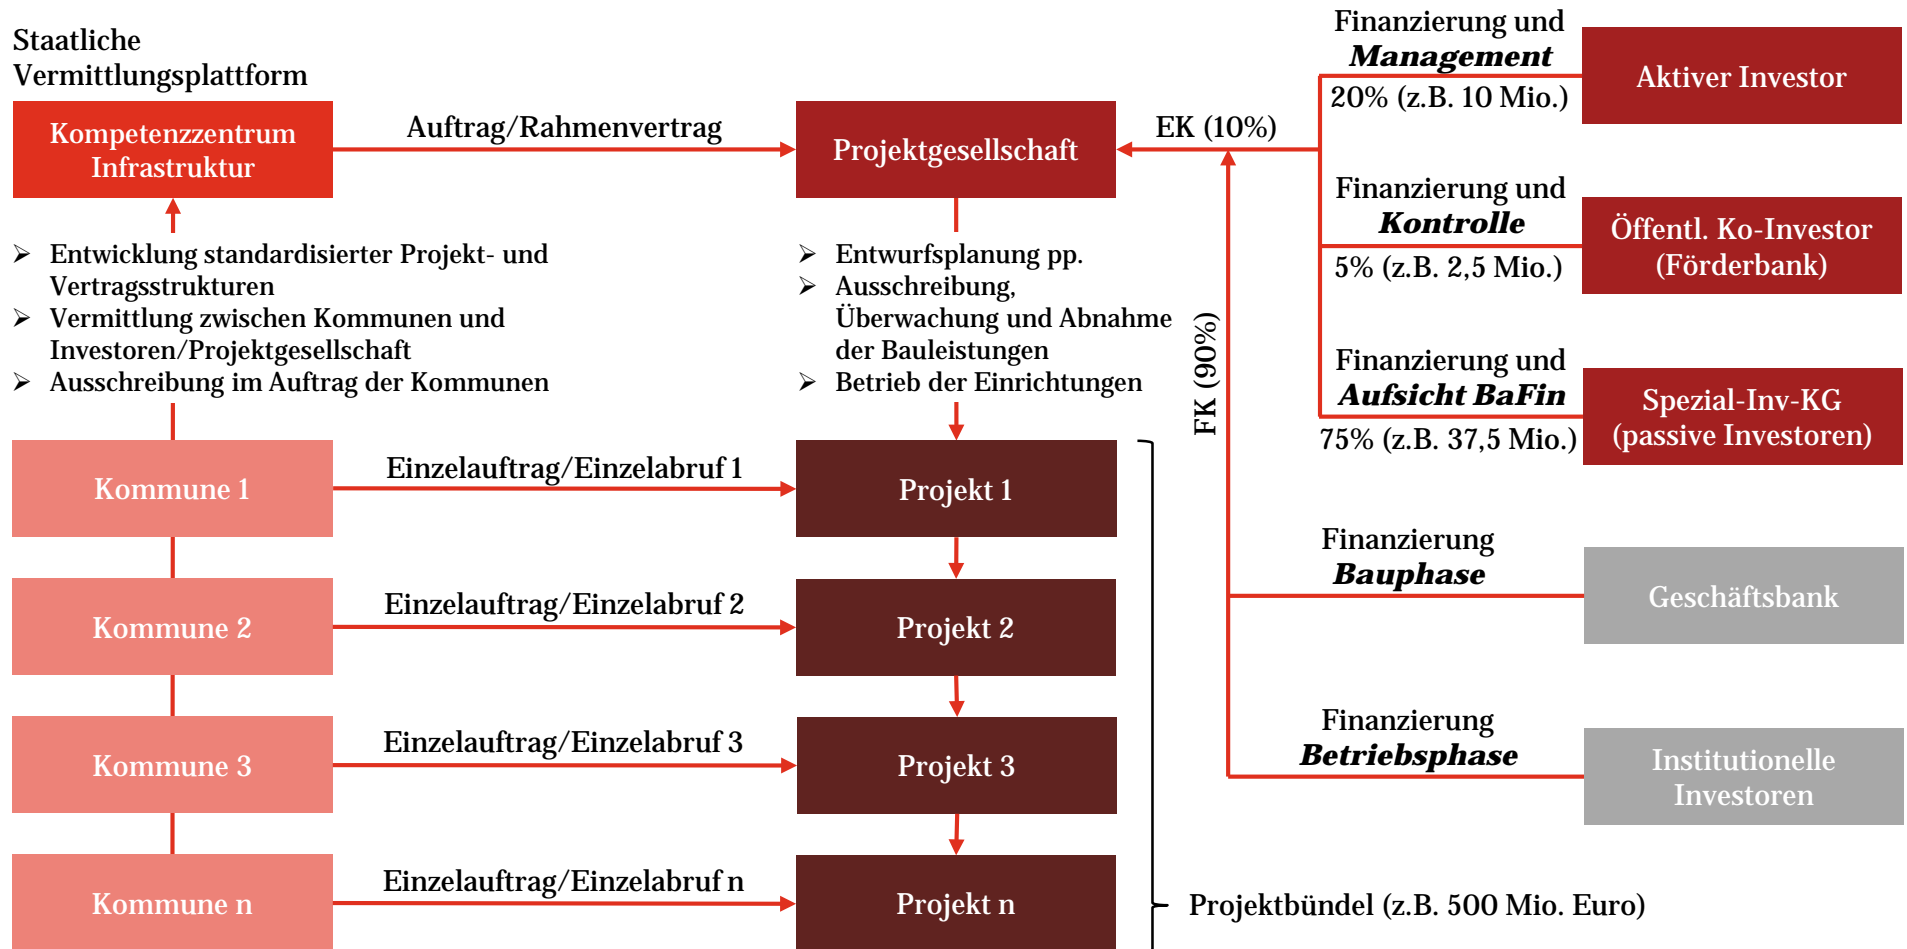 Staatliche
Vermittlungsplattform
Kompetenzzentrum
Infrastruktur
Auftrag/Rahmenvertrag
Projektgesellschaft
EK (10%)
Finanzierung und
Management
20% (z.B. 10 Mio.)
Aktiver Investor
Finanzierung und
Kontrolle
5% (z.B. 2,5 Mio.)
Öffentl. Ko-Investor
(Förderbank)
Finanzierung und
Aufsicht BaFin
75% (z.B. 37,5 Mio.)
Spezial-Inv-KG
(passive Investoren)
➢ Entwicklung standardisierter Projekt- und
Vertragsstrukturen
➢ Vermittlung zwischen Kommunen und
Investoren/Projektgesellschaft
➢ Ausschreibung im Auftrag der Kommunen
➢ Entwurfsplanung pp.
➢ Ausschreibung,
Überwachung und Abnahme
der Bauleistungen
➢ Betrieb der Einrichtungen
FK (90%)
Kommune 1
Einzelauftrag/Einzelabruf 1
Projekt 1
Kommune 2
Einzelauftrag/Einzelabruf 2
Projekt 2
Kommune 3
Einzelauftrag/Einzelabruf 3
Projekt 3
Kommune n
Einzelauftrag/Einzelabruf n
Projekt n
Finanzierung
Bauphase
Geschäftsbank
Finanzierung
Betriebsphase
Institutionelle
Investoren
Projektbündel (z.B. 500 Mio. Euro)